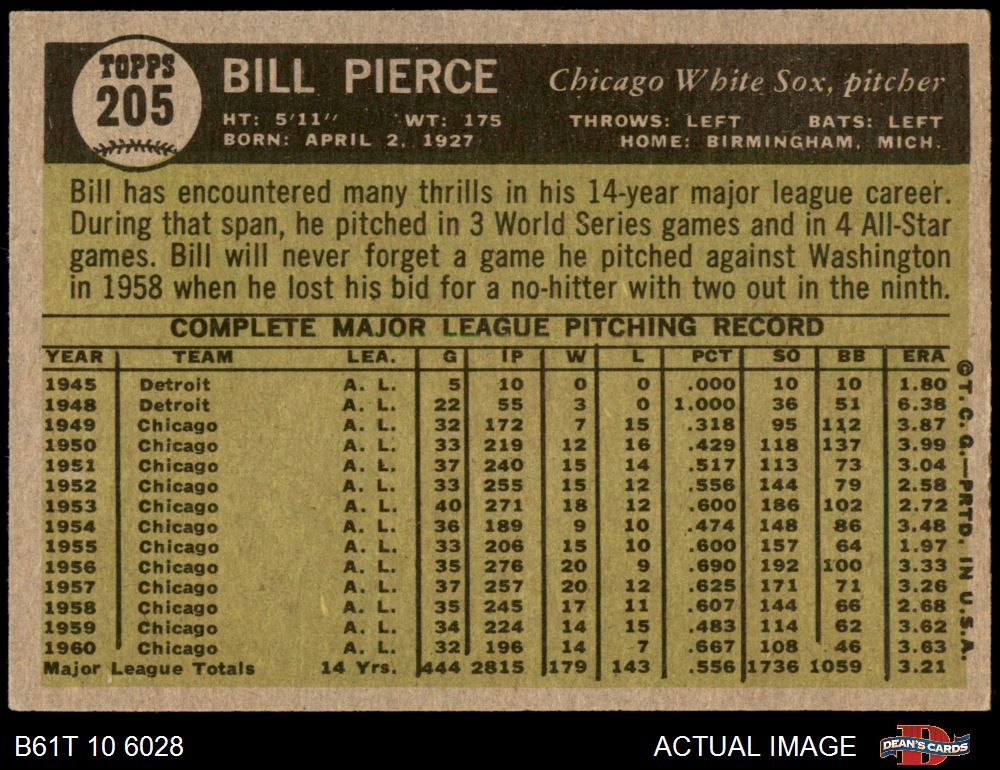 TOPPS
205
BILL PIERCE Chicago White Sox, pitcher
HT: 5'11" WT: 175 THROWS: LEFT BATS: LEFT
BORN: APRIL 2, 1927 HOME: BIRMINGHAM, MICH.
Bill has encountered many thrills in his 14-year major league career.
During that span, he pitched in 3 World Series games and in 4 All-Star
games. Bill will never forget a game he pitched against Washington
in 1958 when he lost his bid for a no-hitter with two out in the ninth.
COMPLETE MAJOR LEAGUE PITCHING RECORD
YEAR TEAM LEA. G IP W L PCT SO BB ERA
1945 Detroit A. L. 5 10 0 0 .000 10 10 1.80
1948 Detroit A. L. 22 55 3 0 1.000 36 51 6.38
1949 Chicago A. L. 32 172 7 15 .318 95 112 3.87
1950 Chicago A. L. 33 219 12 16 .429 118 137 3.99
1951 Chicago A. L. 37 240 15 14 .517 113 73 3.04
1952 Chicago A. L. 33 255 15 12 .556 144 79 2.58
1953 Chicago A. L. 40 271 18 12 .600 186 102 2.72
1954 Chicago A. L. 36 189 9 10 .474 148 86 3.48
1955 Chicago A. L. 33 206 15 10 .600 157 64 1.97
1956 Chicago A. L. 35 276 20 9 .690 192 100 3.33
1957 Chicago A. L. 37 257 20 12 .625 171 71 3.26
1958 Chicago A. L. 35 245 17 11 .607 144 66 2.68
1959 Chicago A. L. 34 224 14 15 .483 114 62 3.62
1960 Chicago A. L. 32 196 14 7 .667 108 46 3.63
Major League Totals 14 Yrs. 444 2815 179 143 .556 1736 1059 3.21
© T. C. G.—PRTD. IN U.S.A.
B61T 10 6028 ACTUAL IMAGE DEAN'S CARDS